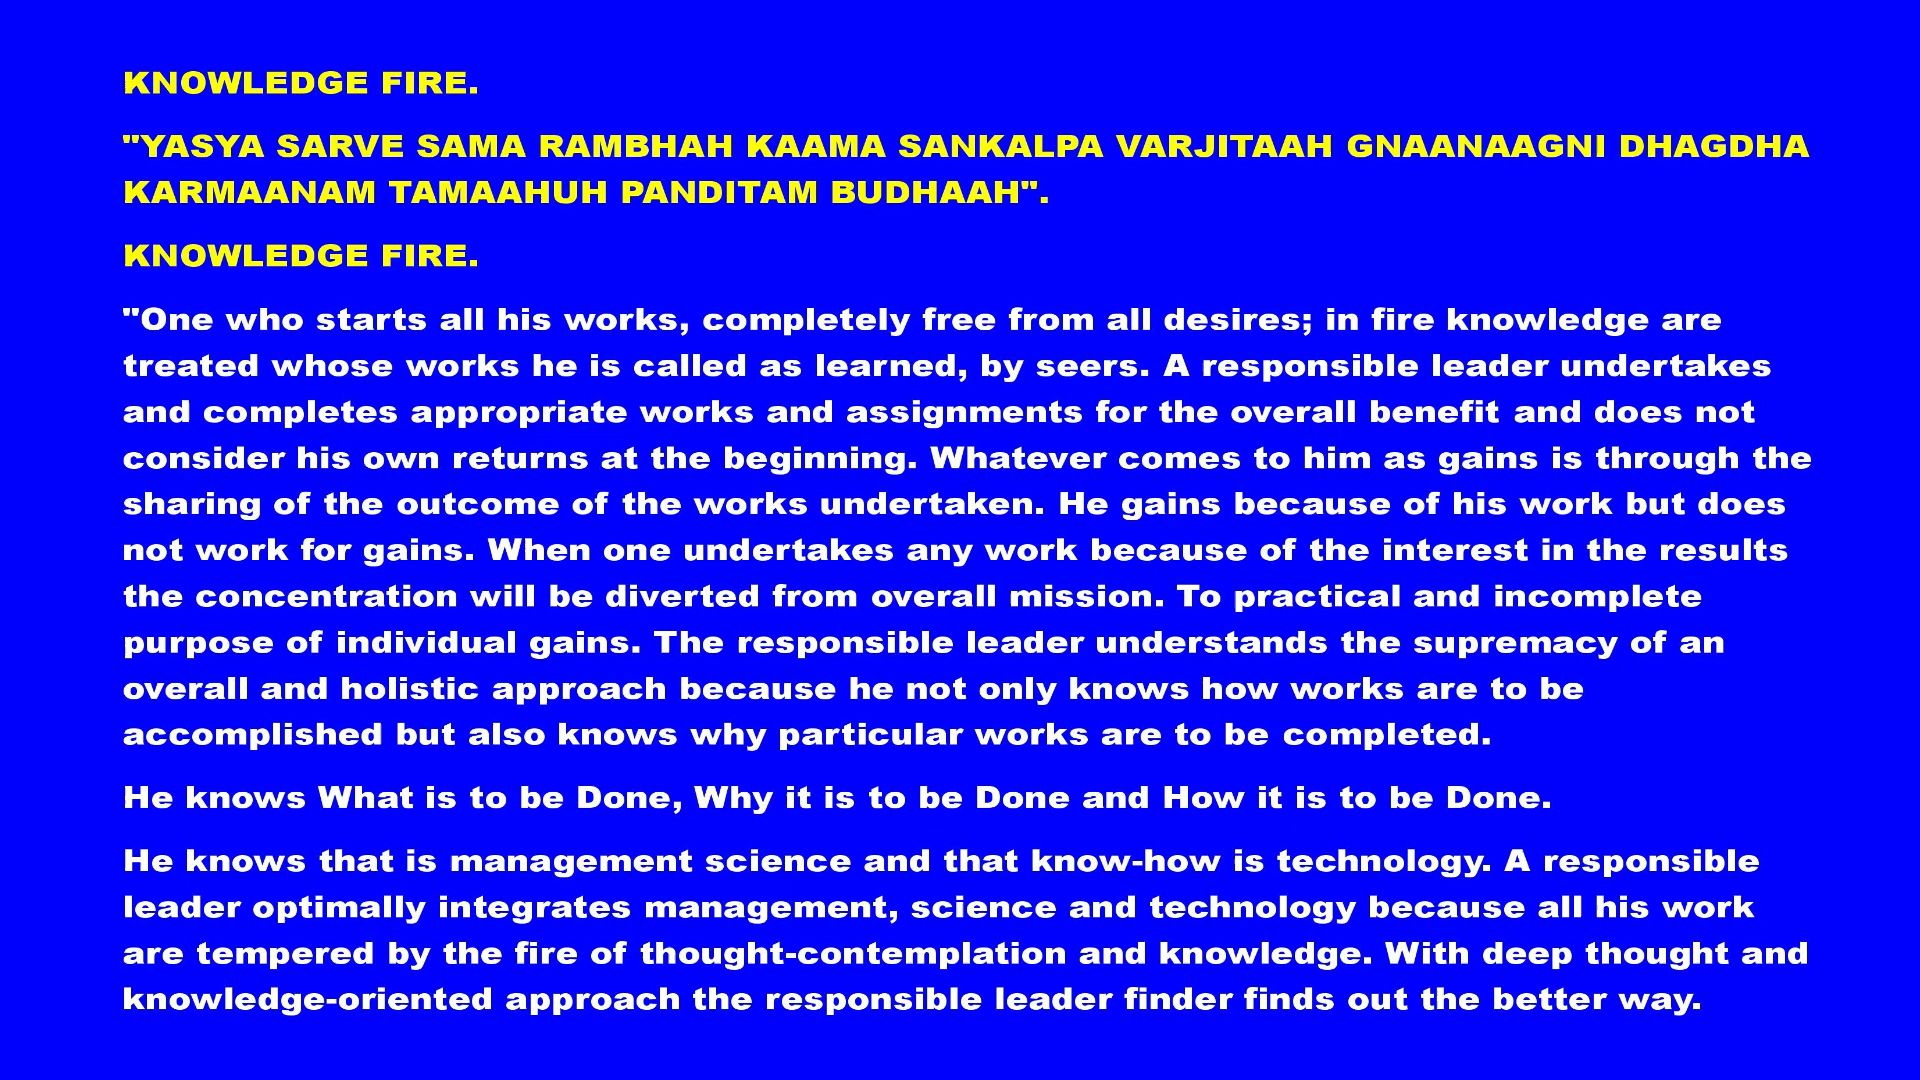 KNOWLEDGE FIRE.
"YASYA SARVE SAMA RAMBHAH KAAMA SANKALPA VARJITAAH GNAANAAGNI DHAGDHA
KARMAANAM TAMAAHUH PANDITAM BUDHAAH".
KNOWLEDGE FIRE.
"One who starts all his works, completely free from all desires; in fire knowledge are
treated whose works he is called as learned, by seers. A responsible leader undertakes
and completes appropriate works and assignments for the overall benefit and does not
consider his own returns at the beginning. Whatever comes to him as gains is through the
sharing of the outcome of the works undertaken. He gains because of his work but does
not work for gains. When one undertakes any work because of the interest in the results
the concentration will be diverted from overall mission. To practical and incomplete
purpose of individual gains. The responsible leader understands the supremacy of an
overall and holistic approach because he not only knows how works are to be
accomplished but also knows why particular works are to be completed.
He knows What is to be Done, Why it is to be Done and How it is to be Done.
He knows that is management science and that know-how is technology. A responsible
leader optimally integrates management, science and technology because all his work
are tempered by the fire of thought-contemplation and knowledge. With deep thought and
knowledge-oriented approach the responsible leader finder finds out the better way.